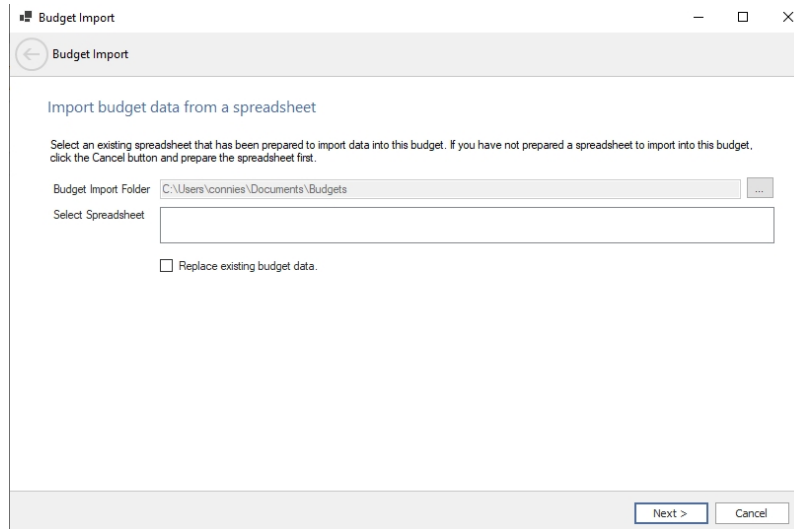 Budget Import
Budget Import
Import budget data from a spreadsheet
Select an existing spreadsheet that has been prepared to import data into this budget. If you have not prepared a spreadsheet to import into this budget,
click the Cancel button and prepare the spreadsheet first.
Budget Import Folder C:\Users\connies\Documents\Budgets ...
Select Spreadsheet
Replace existing budget data.
Next > Cancel